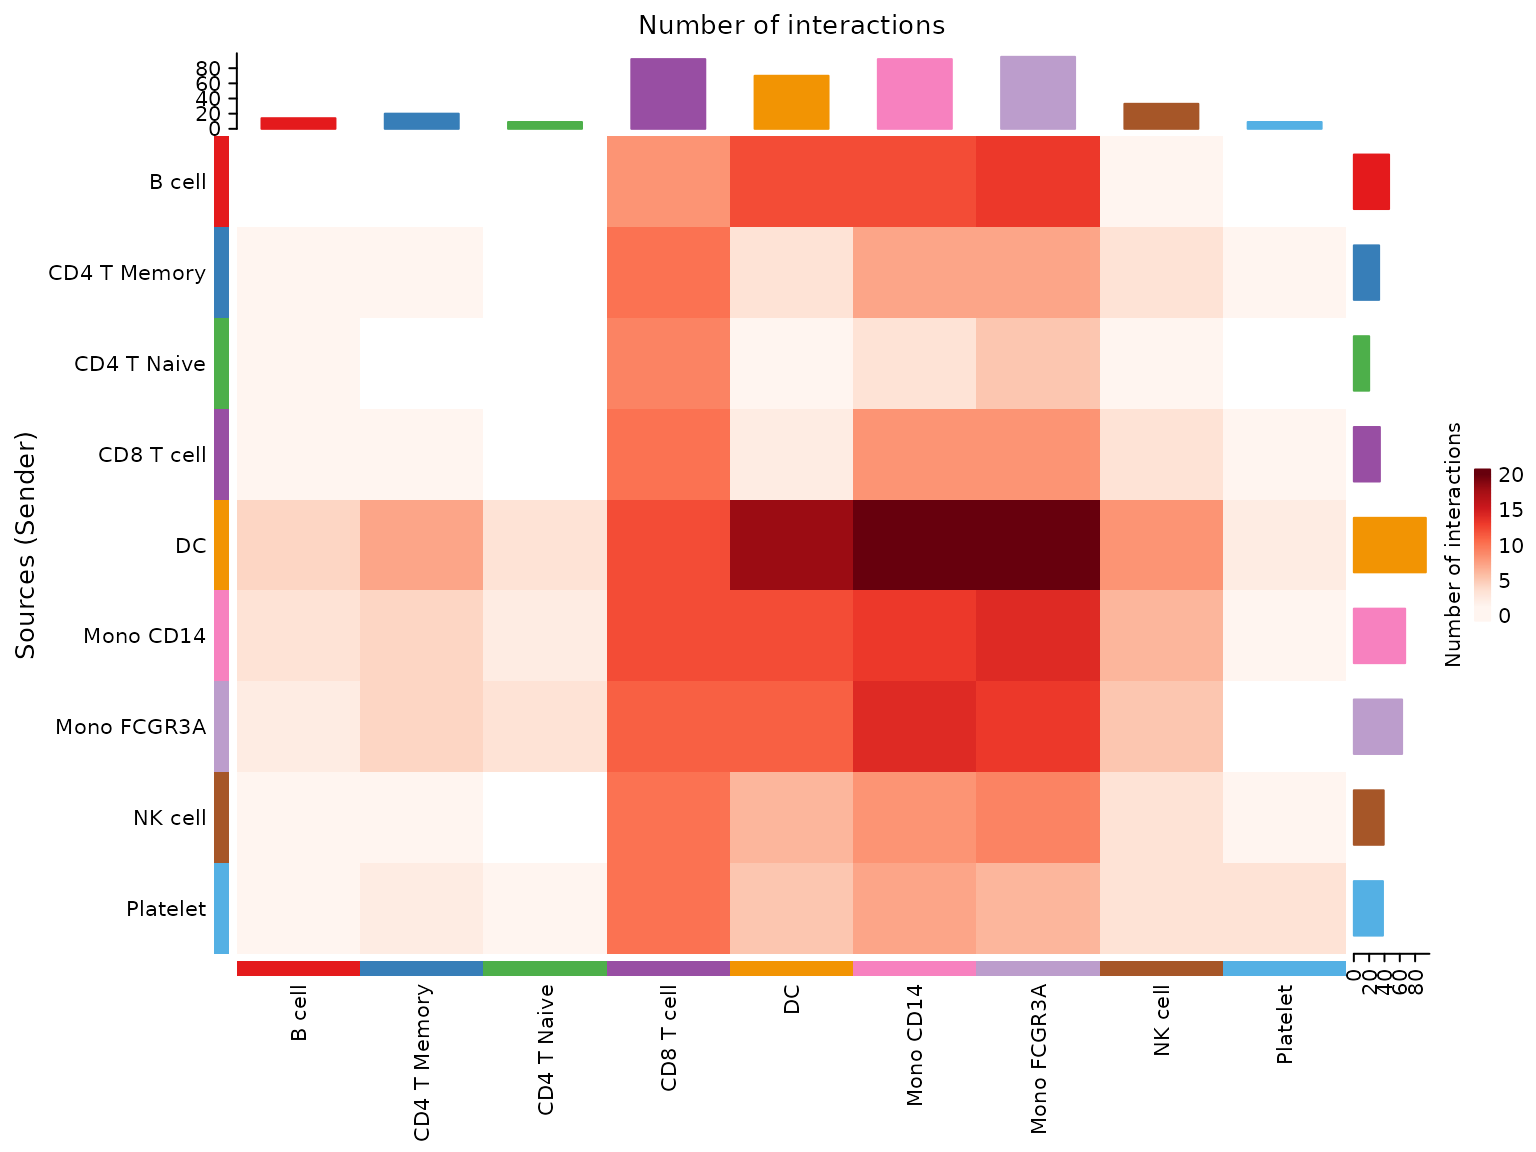 Number of interactions
80
60
40
20
0
B cell
CD4 T Memory
CD4 T Naive
CD8 T cell
DC
Mono CD14
Mono FCGR3A
NK cell
Platelet
Sources (Sender)
Number of interactions
20
15
10
5
0
0
20
40
60
80
B cell
CD4 T Memory
CD4 T Naive
CD8 T cell
DC
Mono CD14
Mono FCGR3A
NK cell
Platelet